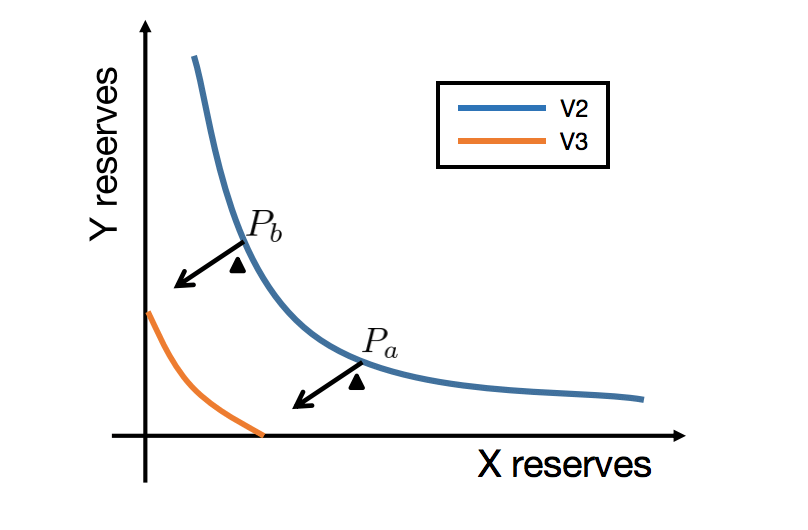 Y reserves
V2
V3
P_b
P_a
X reserves